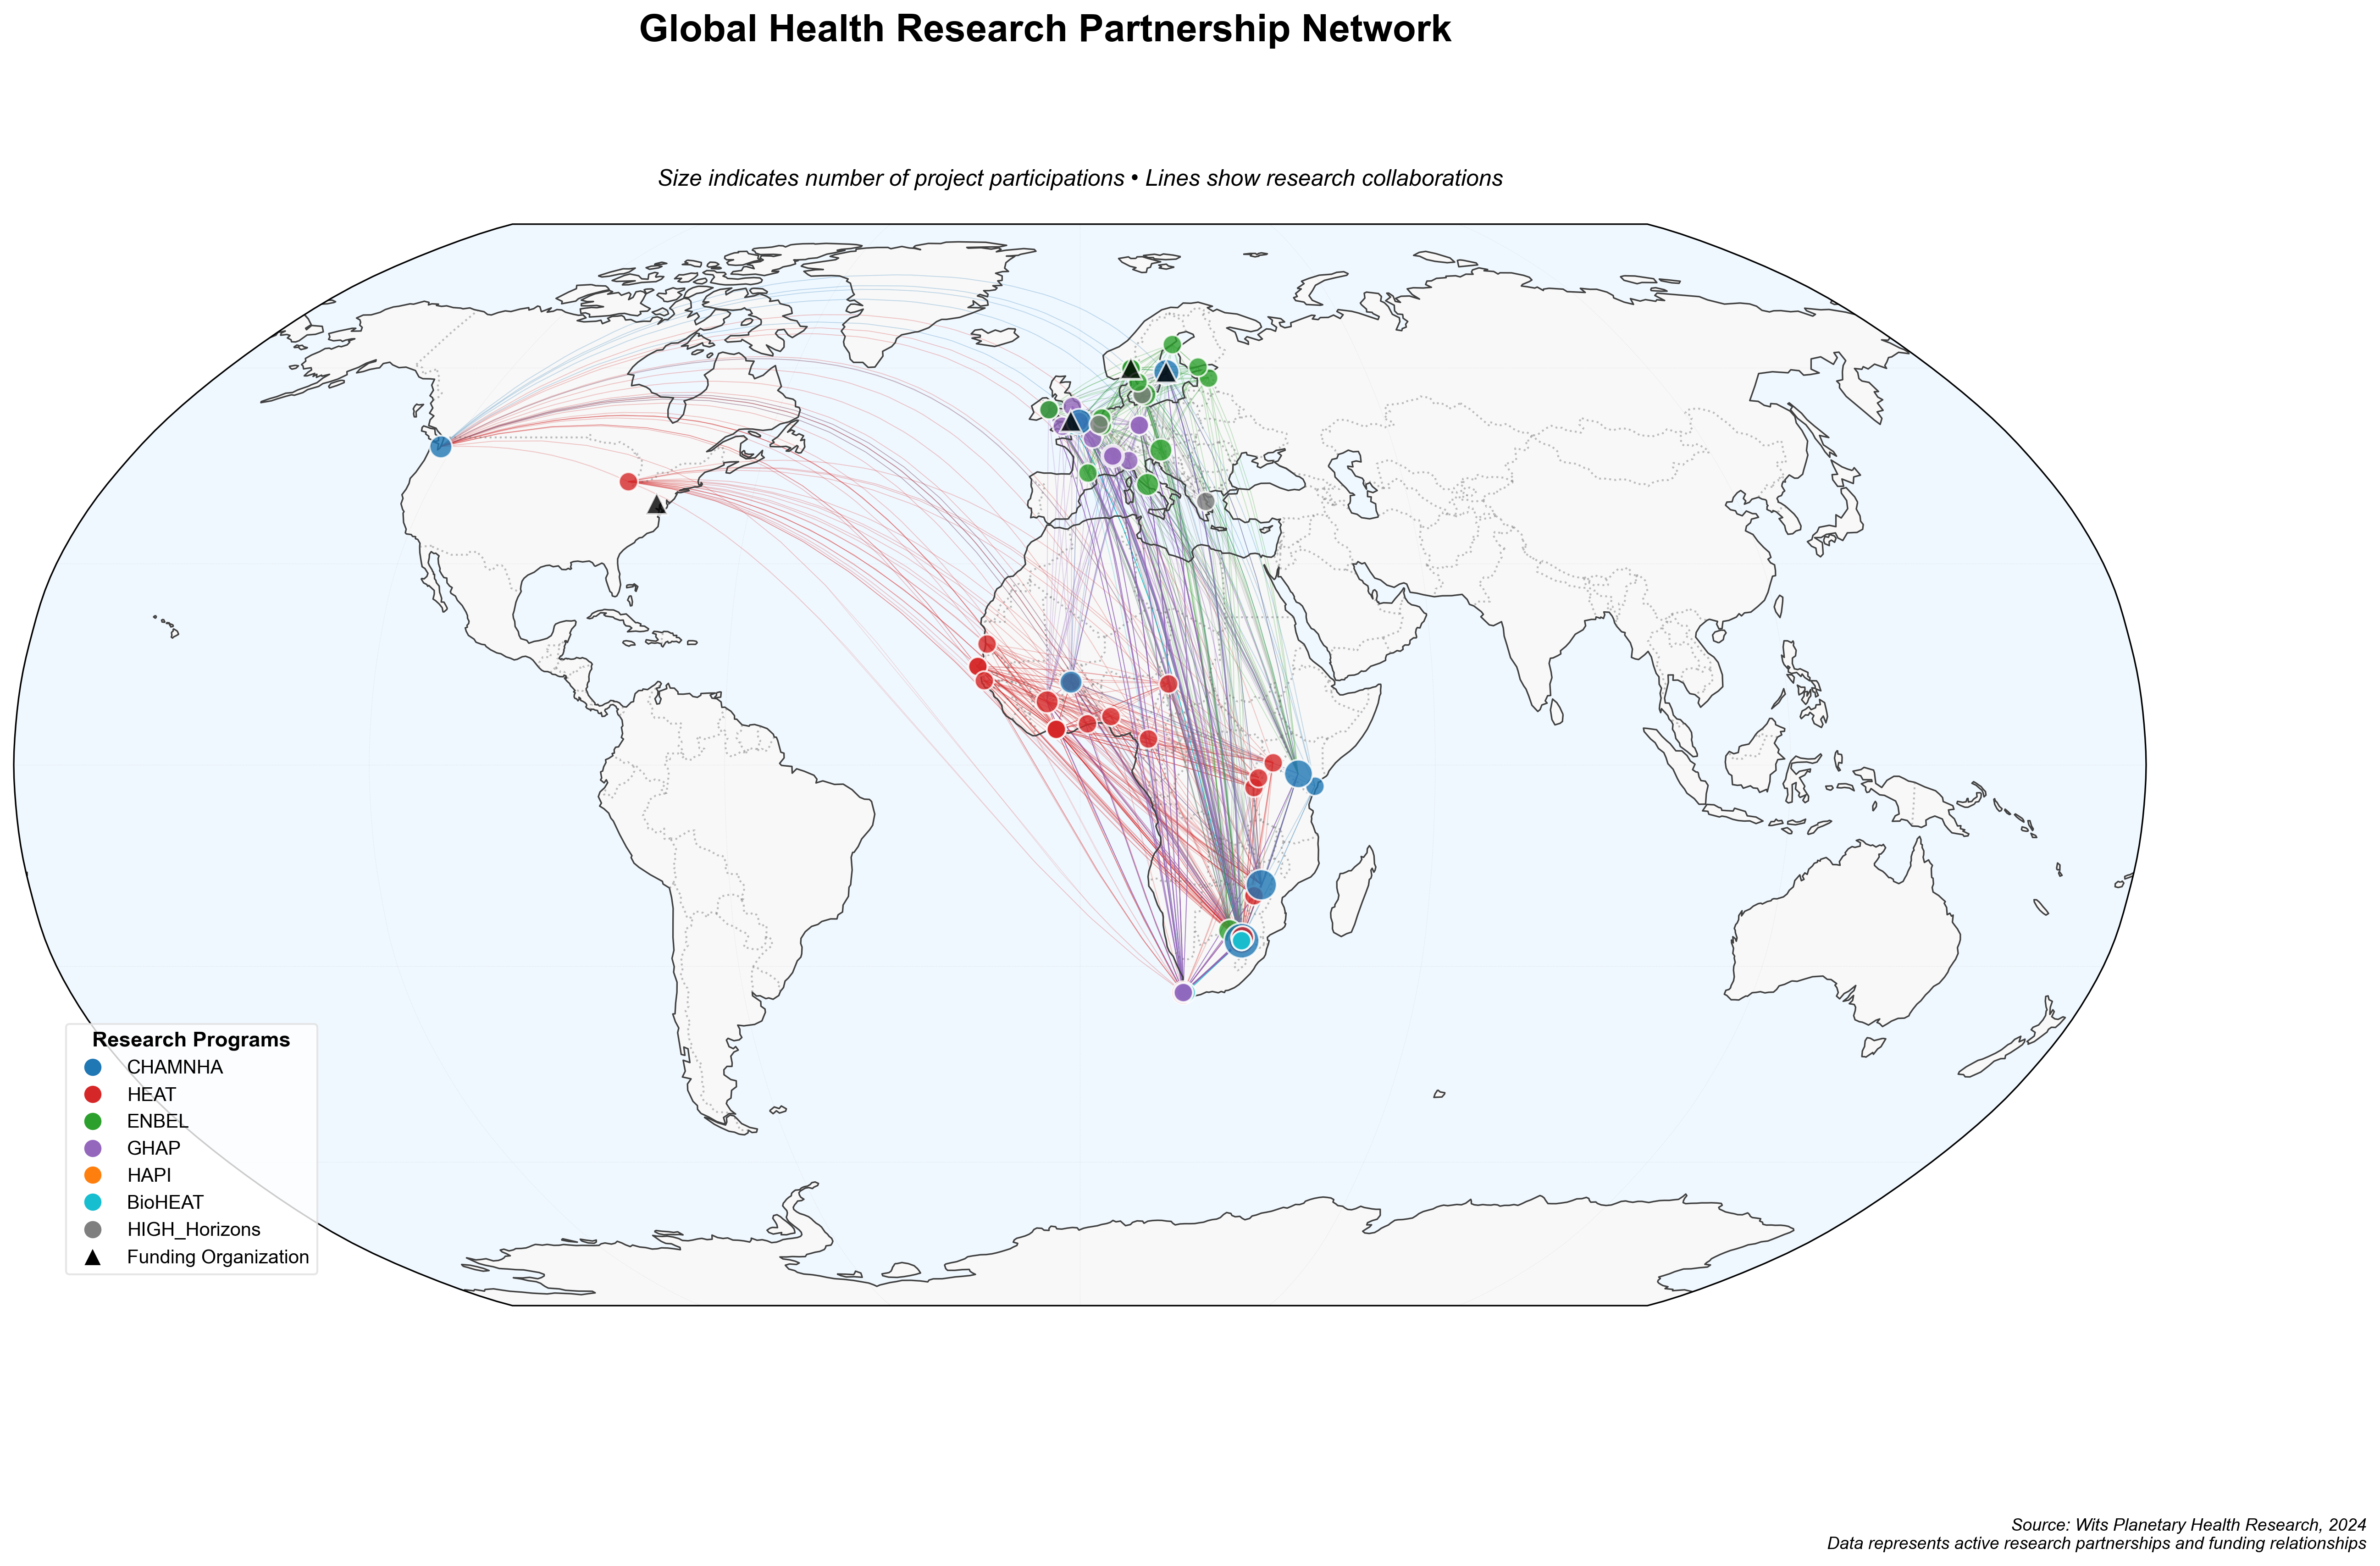 Global Health Research Partnership Network
Size indicates number of project participations • Lines show research collaborations
Research Programs
CHAMNHA
HEAT
ENBEL
GHAP
HAPI
BioHEAT
HIGH_Horizons
Funding Organization
Source: Wits Planetary Health Research, 2024
Data represents active research partnerships and funding relationships